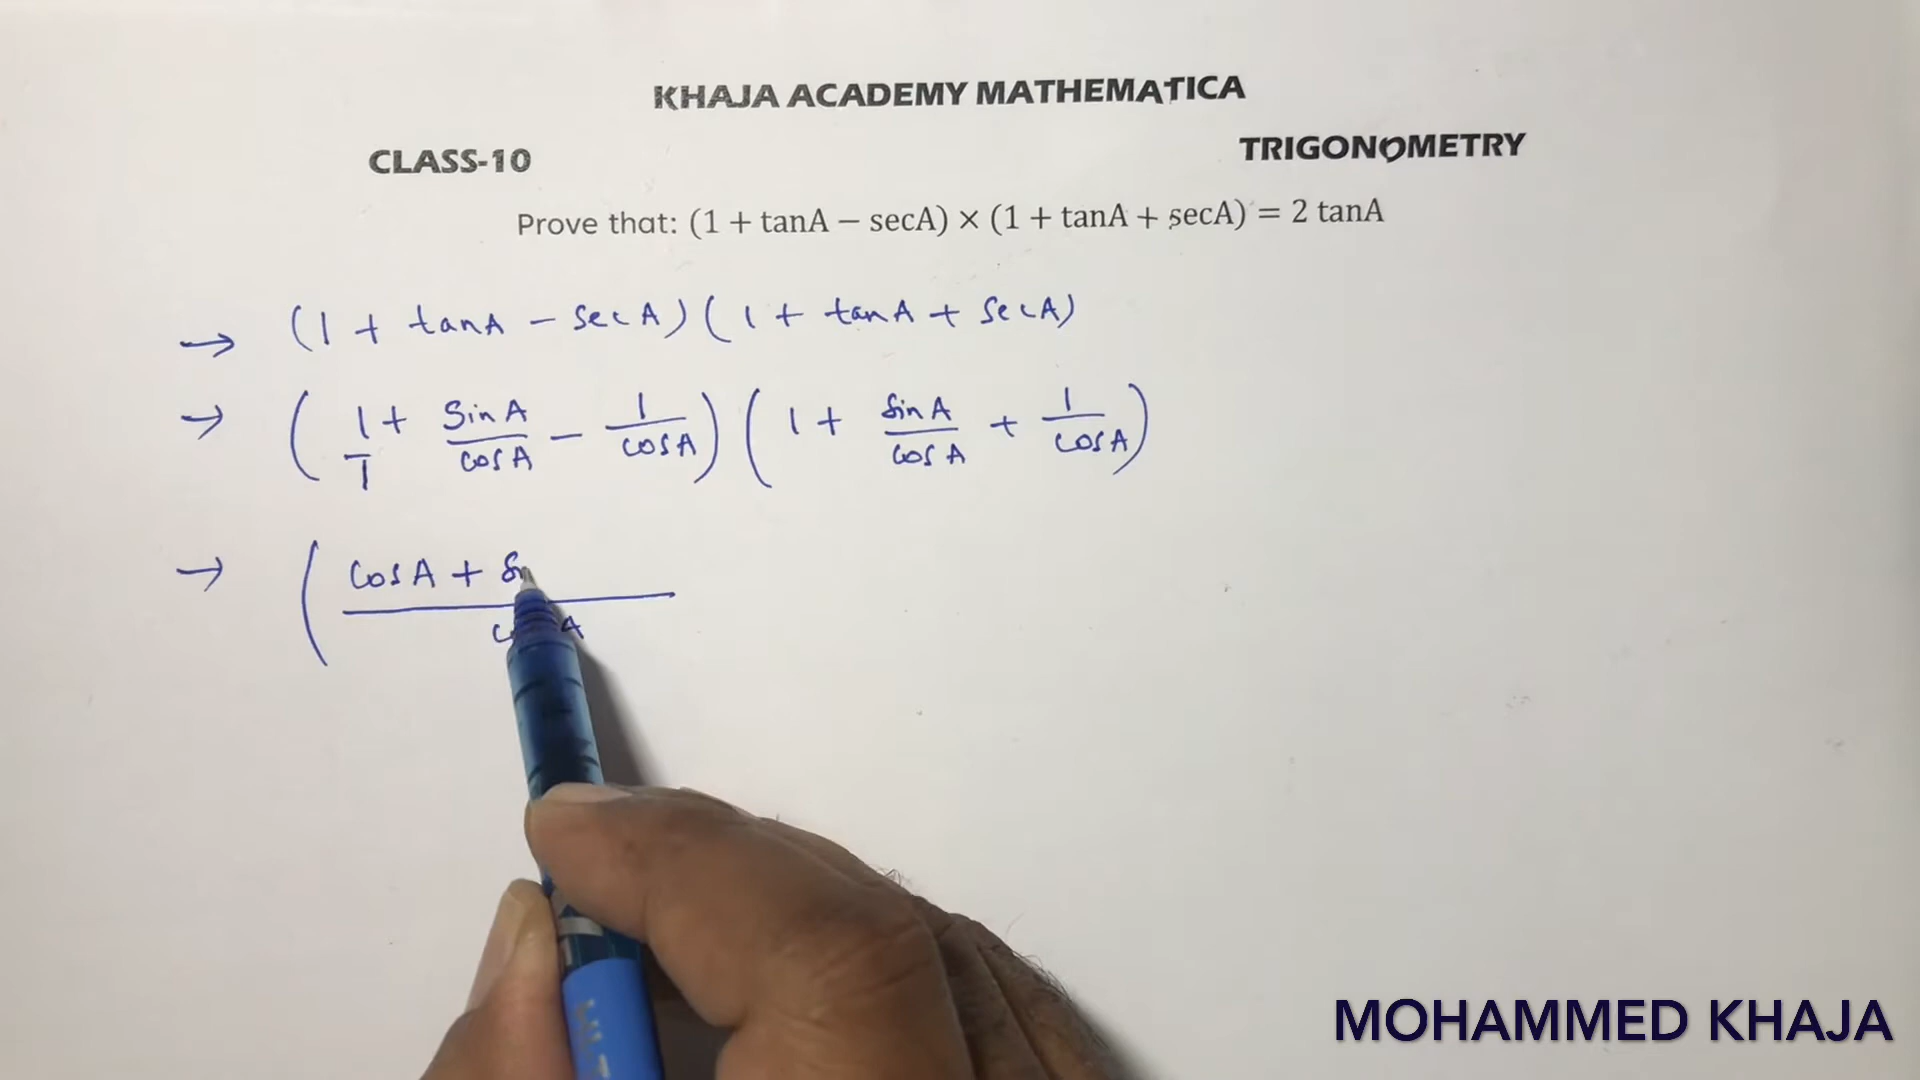 KHAJA ACADEMY MATHEMATICA
CLASS-10
TRIGONOMETRY
Prove that: (1 + tanA − secA) × (1 + tanA + secA) = 2 tanA
→ (1 + tanA − secA)(1 + tanA + secA)
→ (1/1 + SinA/cosA − 1/cosA)(1 + sinA/cosA + 1/cosA)
→ (cosA +
MOHAMMED KHAJA